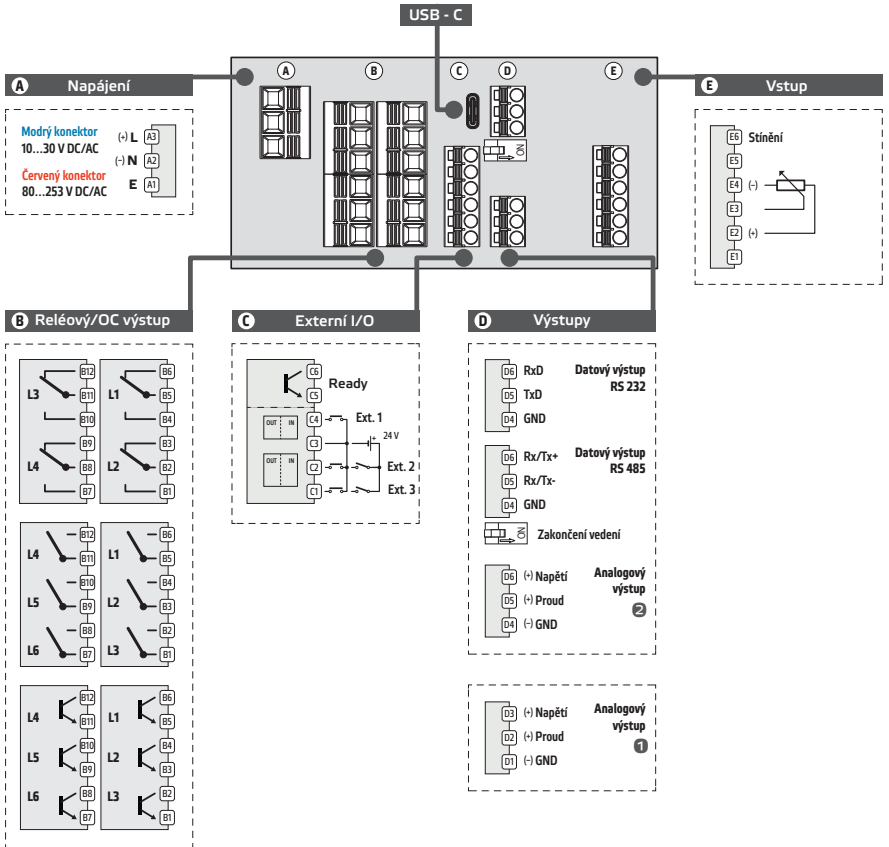 USB - C
A
B
C
D
E
ON
A Napájení
Modrý konektor
10...30 V DC/AC
Červený konektor
80...253 V DC/AC
(+) L A3
(−) N A2
E A1
E Vstup
E6 Stínění
E5
E4 (−)
E3
E2 (+)
E1
B Reléový/OC výstup
L3 B12
B11
B10
L4 B9
B8
B7
L1 B6
B5
B4
L2 B3
B2
B1
L4 B12
B11
L5 B10
B9
L6 B8
B7
L1 B6
B5
L2 B4
B3
L3 B2
B1
L4 B12
B11
L5 B10
B9
L6 B8
B7
L1 B6
B5
L2 B4
B3
L3 B2
B1
C Externí I/O
C6
Ready
C5
OUT IN
C4 Ext. 1
C3 + 24 V
OUT IN
C2 Ext. 2
C1 Ext. 3
D Výstupy
D6 RxD Datový výstup
D5 TxD RS 232
D4 GND
D6 Rx/Tx+ Datový výstup
D5 Rx/Tx- RS 485
D4 GND
ON Zakončení vedení
D6 (+) Napětí Analogový
D5 (+) Proud výstup
D4 (−) GND 2
D3 (+) Napětí Analogový
D2 (+) Proud výstup
D1 (−) GND 1